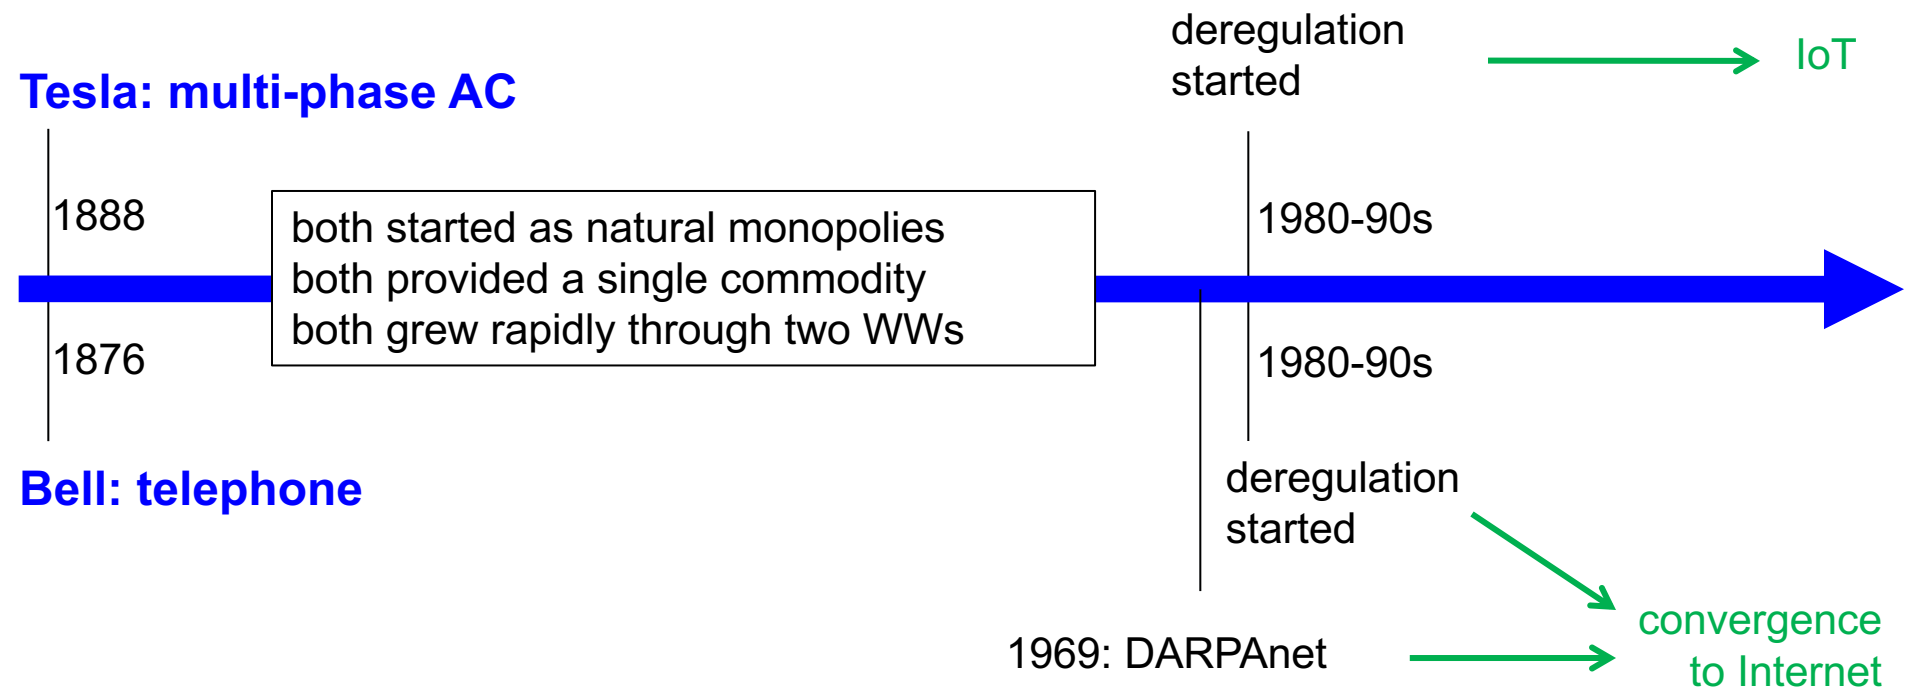 deregulation
started
IoT
Tesla: multi-phase AC
1888
1980-90s
both started as natural monopolies
both provided a single commodity
both grew rapidly through two WWs
1876
1980-90s
Bell: telephone
deregulation
started
1969: DARPAnet
convergence
to Internet